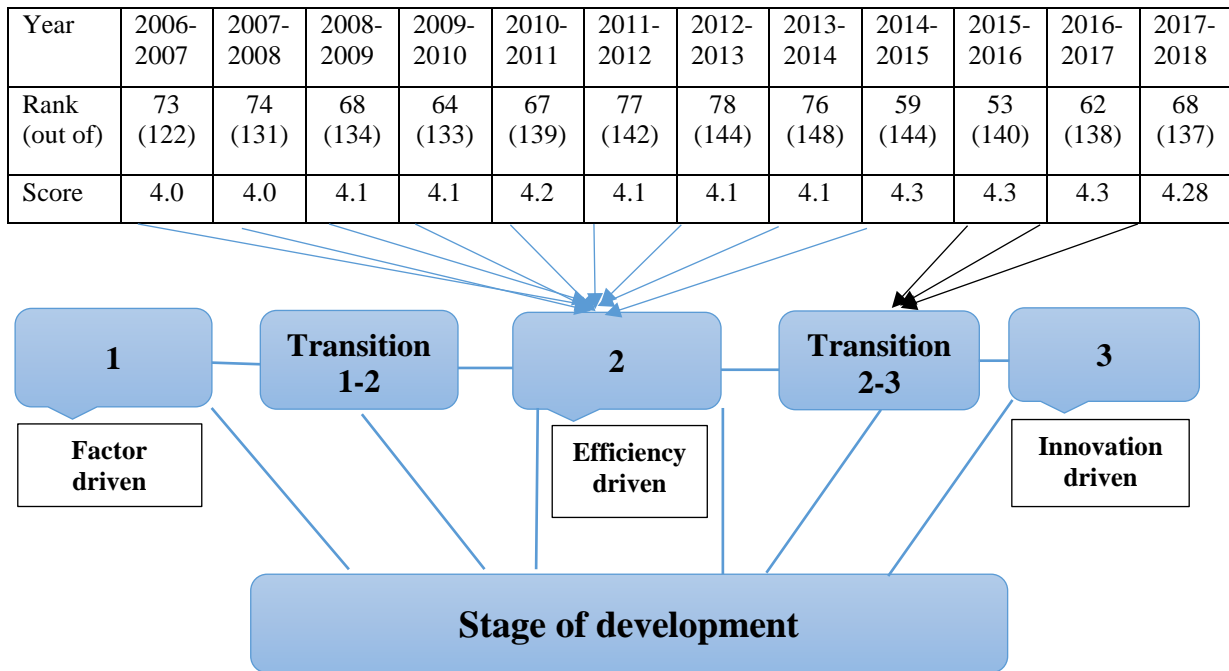 Year 2006-2007 2007-2008 2008-2009 2009-2010 2010-2011 2011-2012 2012-2013 2013-2014 2014-2015 2015-2016 2016-2017 2017-2018
Rank (out of) 73 (122) 74 (131) 68 (134) 64 (133) 67 (139) 77 (142) 78 (144) 76 (148) 59 (144) 53 (140) 62 (138) 68 (137)
Score 4.0 4.0 4.1 4.1 4.2 4.1 4.1 4.1 4.3 4.3 4.3 4.28
1
Transition
1-2
2
Transition
2-3
3
Factor
driven
Efficiency
driven
Innovation
driven
Stage of development